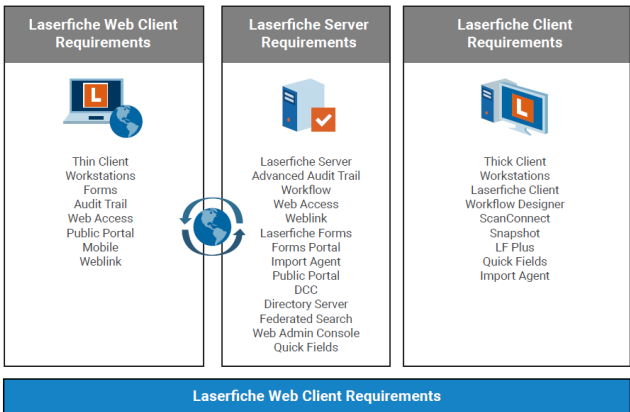 Laserfiche Web Client
Requirements
L
Thin Client
Workstations
Forms
Audit Trail
Web Access
Public Portal
Mobile
Weblink
Laserfiche Server
Requirements
Laserfiche Server
Advanced Audit Trail
Workflow
Web Access
Weblink
Laserfiche Forms
Forms Portal
Import Agent
Public Portal
DCC
Directory Server
Federated Search
Web Admin Console
Quick Fields
Laserfiche Client
Requirements
L
Thick Client
Workstations
Laserfiche Client
Workflow Designer
ScanConnect
Snapshot
LF Plus
Quick Fields
Import Agent
Laserfiche Web Client Requirements